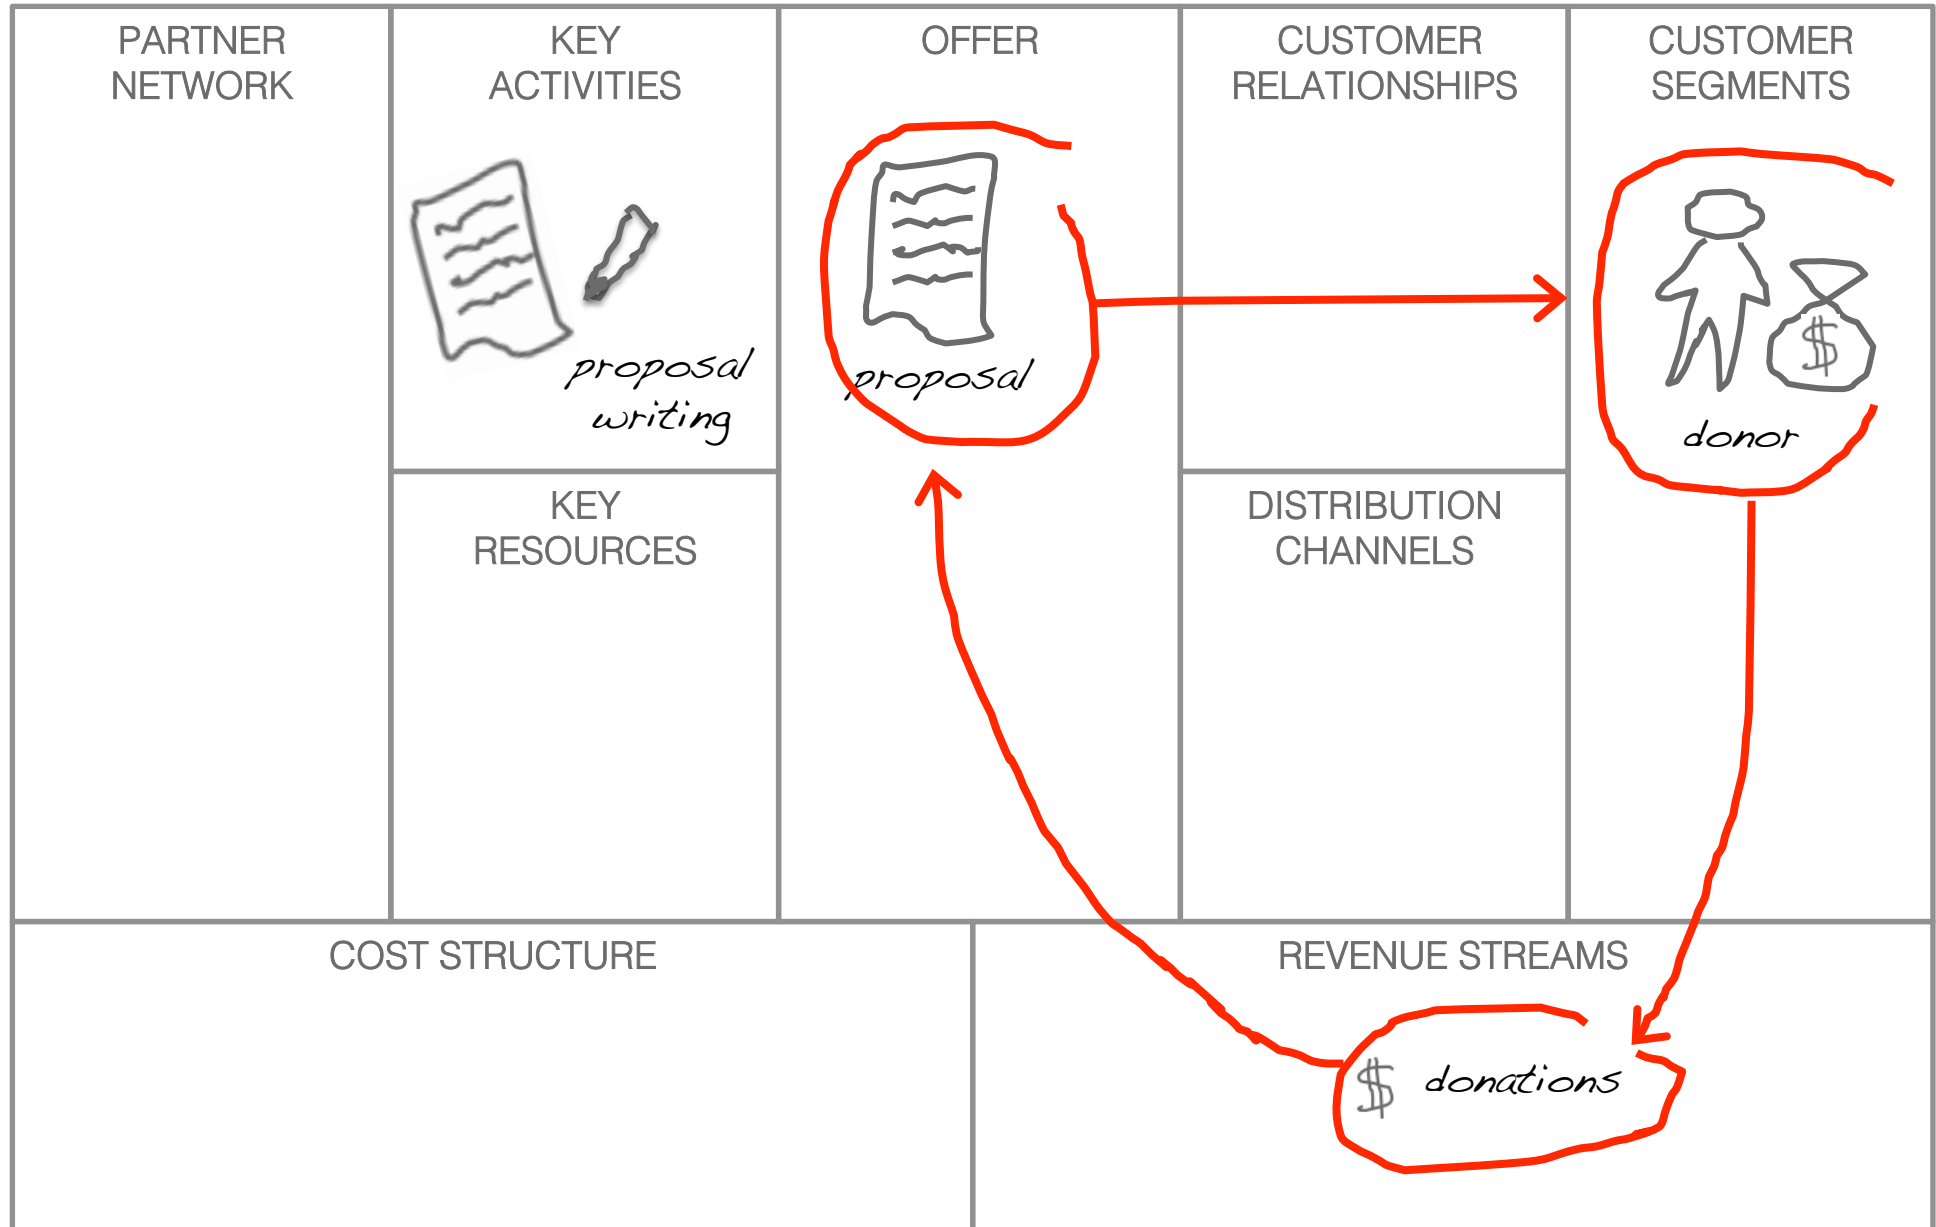 PARTNER
NETWORK
KEY
ACTIVITIES
proposal
writing
KEY
RESOURCES
OFFER
proposal
CUSTOMER
RELATIONSHIPS
DISTRIBUTION
CHANNELS
CUSTOMER
SEGMENTS
$
donor
COST STRUCTURE
REVENUE STREAMS
$ donations